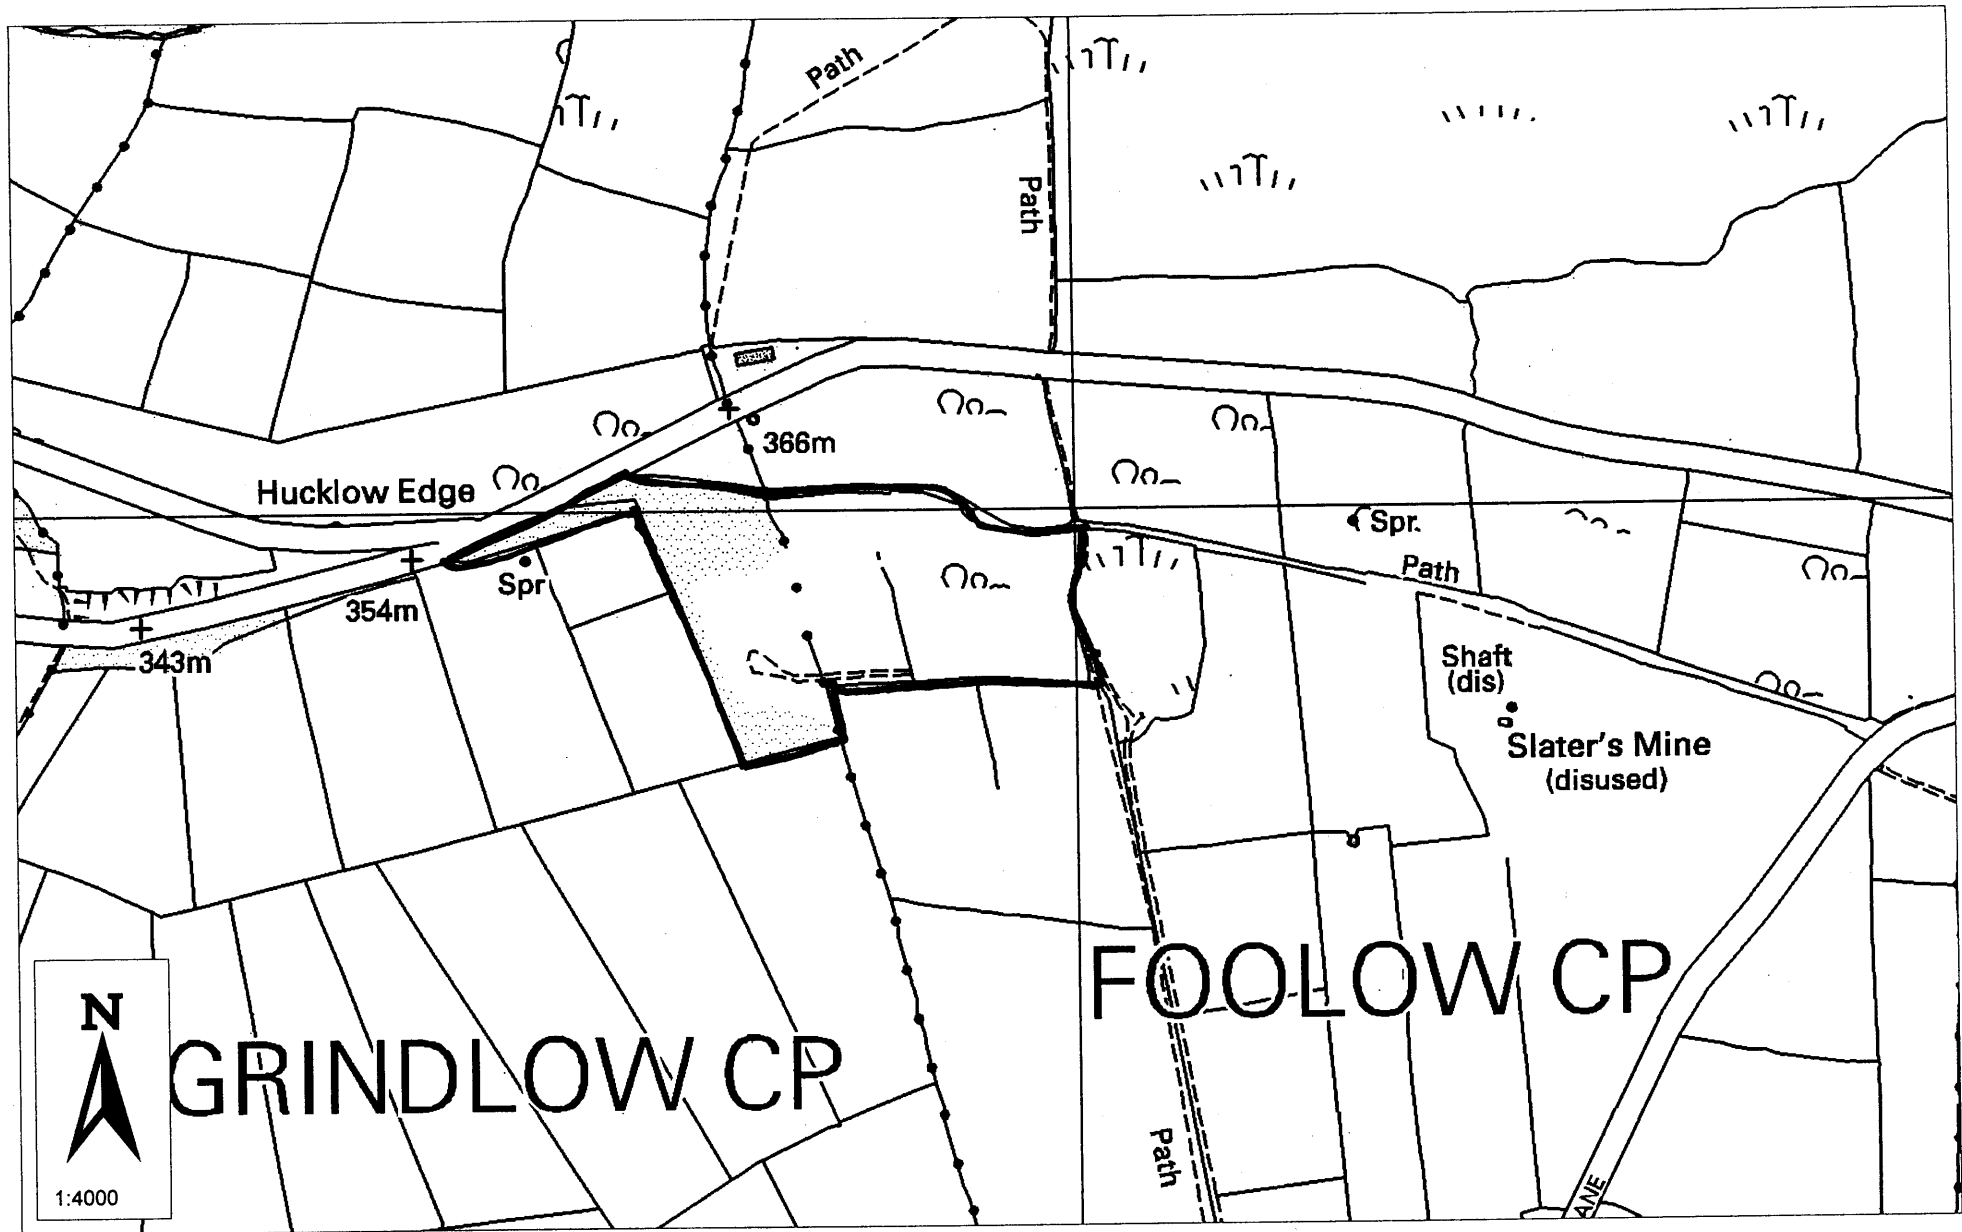 Path
Path
366m
Hucklow Edge
Spr.
Spr
Path
354m
343m
Shaft
(dis)
Slater's Mine
(disused)
FOOLOW CP
N
GRINDLOW CP
Path
1:4000
ANE